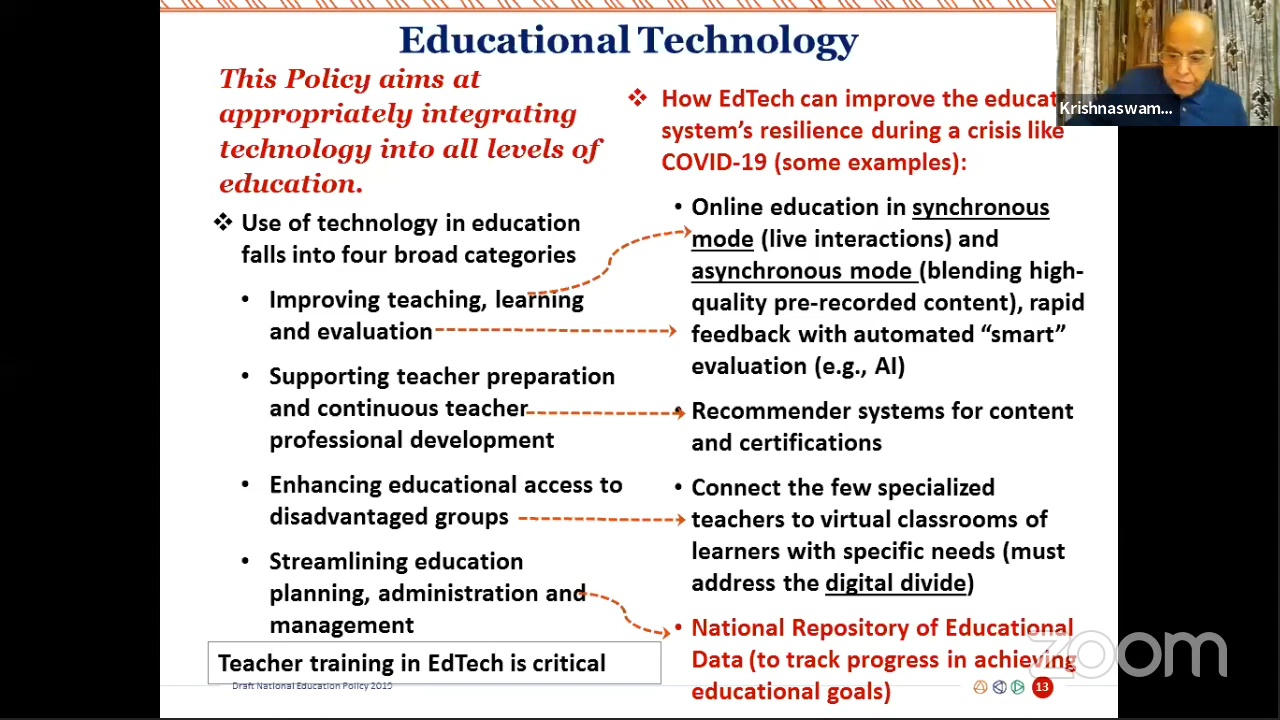 Educational Technology
This Policy aims at
appropriately integrating
technology into all levels of
education.
❖ Use of technology in education
falls into four broad categories
• Improving teaching, learning
and evaluation
• Supporting teacher preparation
and continuous teacher
professional development
• Enhancing educational access to
disadvantaged groups
• Streamlining education
planning, administration and
management
Teacher training in EdTech is critical
Draft National Education Policy 2019
❖ How EdTech can improve the educat
system's resilience during a crisis like
COVID-19 (some examples):
• Online education in synchronous
mode (live interactions) and
asynchronous mode (blending high-
quality pre-recorded content), rapid
feedback with automated “smart”
evaluation (e.g., AI)
• Recommender systems for content
and certifications
• Connect the few specialized
teachers to virtual classrooms of
learners with specific needs (must
address the digital divide)
• National Repository of Educational
Data (to track progress in achieving
educational goals)
13
Krishnaswam...
zoom